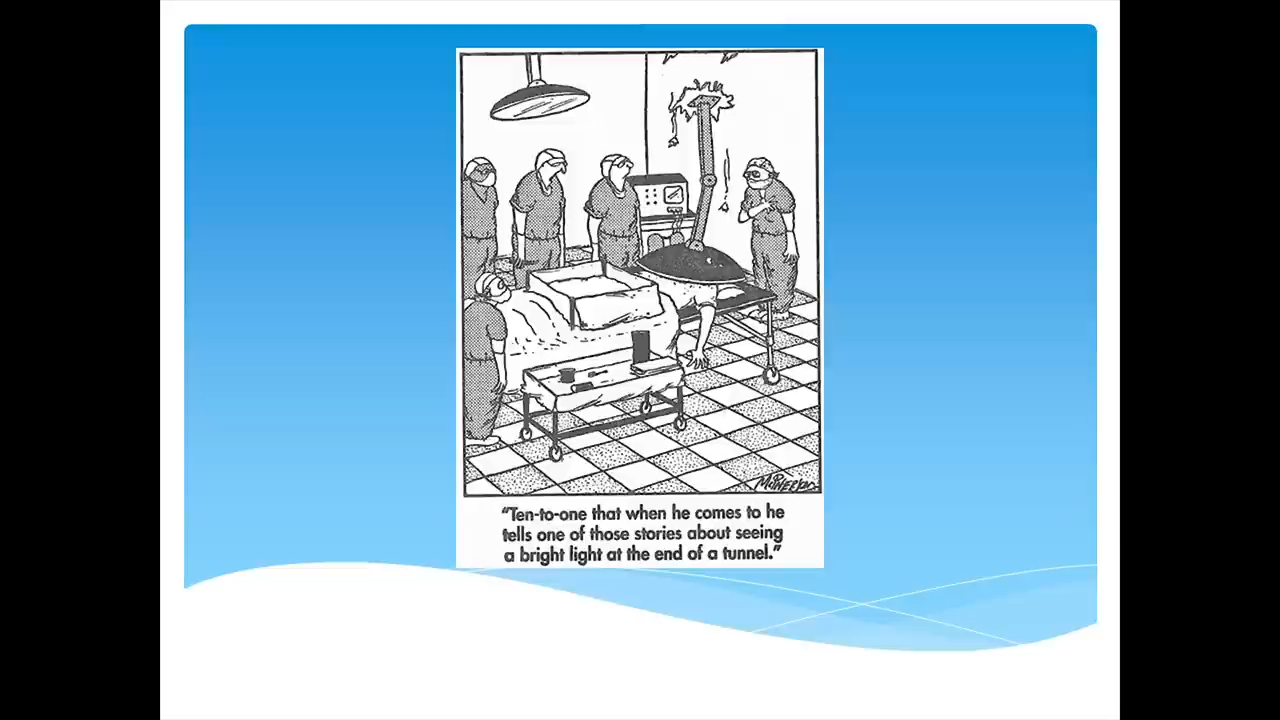 McPHERSON
"Ten-to-one that when he comes to he
tells one of those stories about seeing
a bright light at the end of a tunnel."